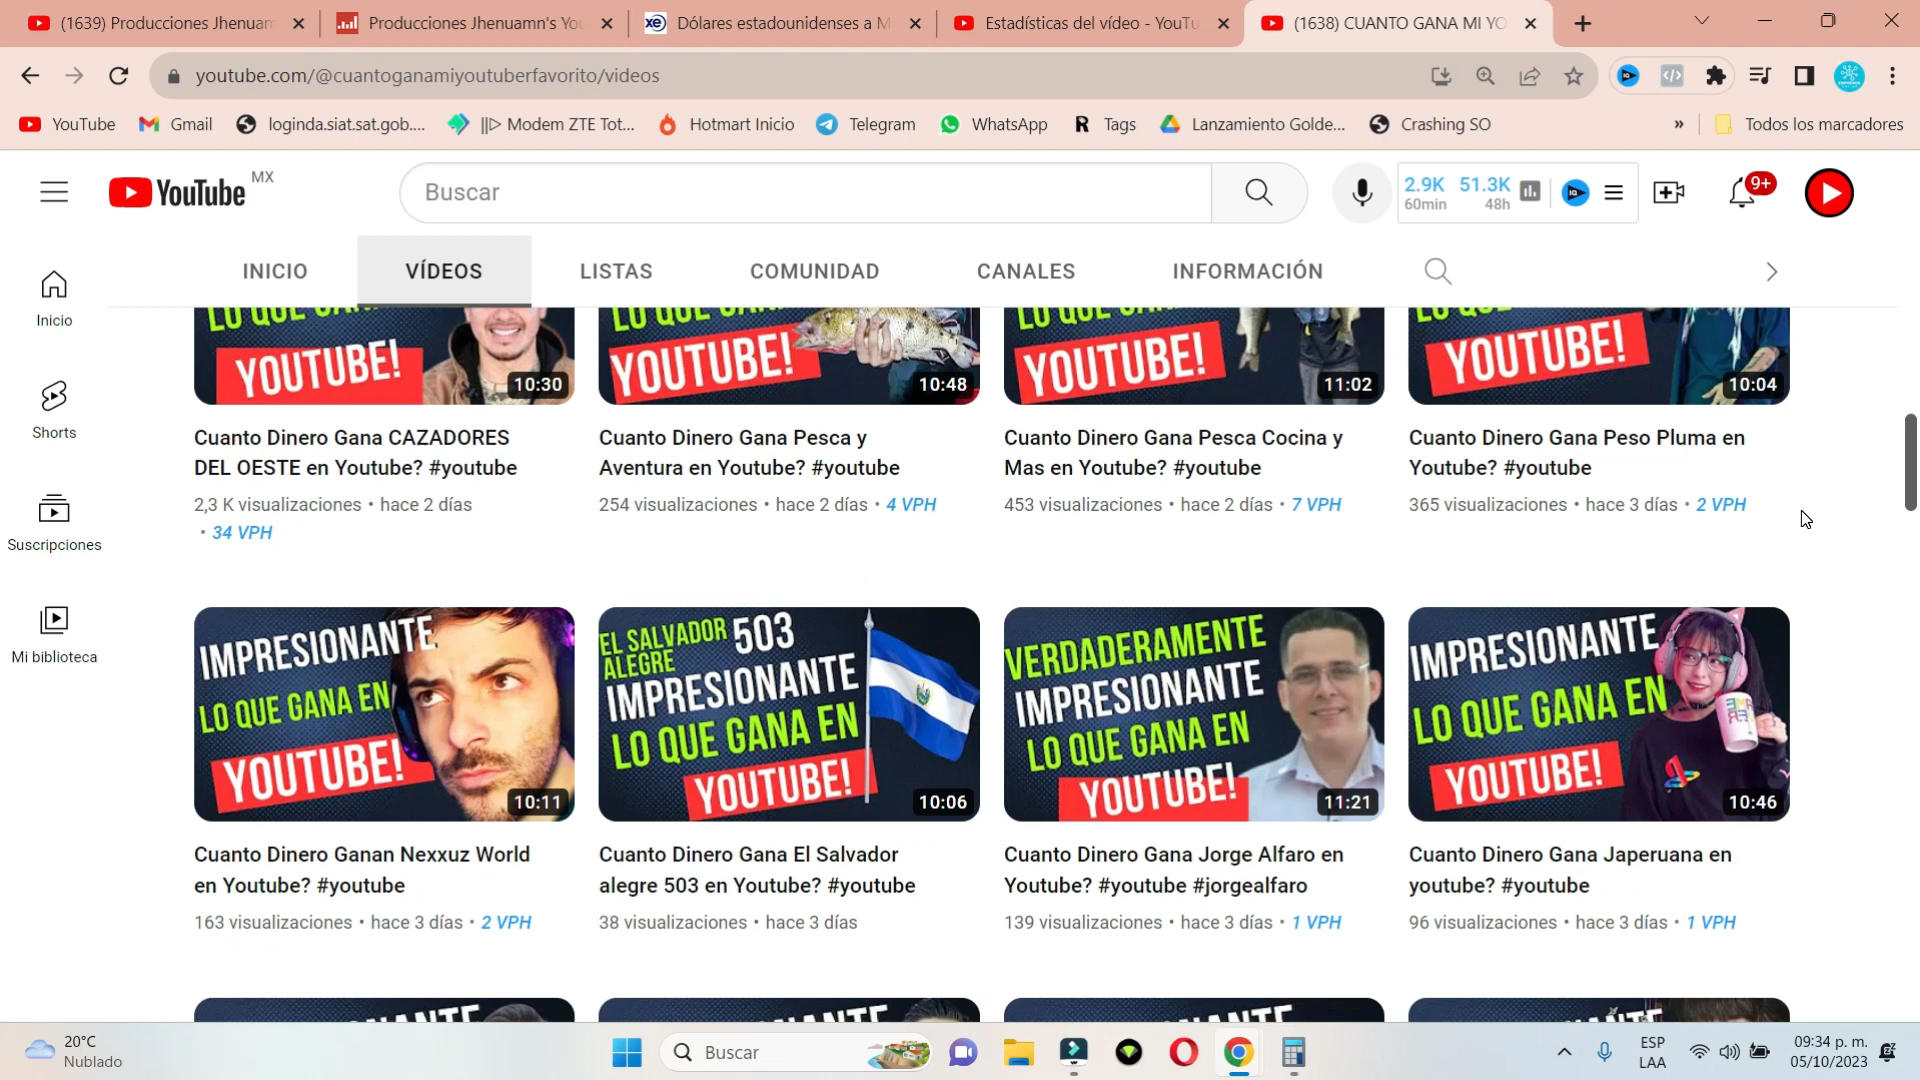 (1639) Producciones Jhenuam
Producciones Jhenuamn's You
Dólares estadounidenses a M
Estadísticas del vídeo - YouTu
(1638) CUANTO GANA MI YO
youtube.com/@cuantoganamiyoutuberfavorito/videos
YouTube
Gmail
loginda.siat.sat.gob....
||▷ Modem ZTE Tot...
Hotmart Inicio
Telegram
WhatsApp
Tags
Lanzamiento Golde...
Crashing SO
»
Todos los marcadores
YouTube MX
Buscar
2.9K 51.3K
60min 48h
9+
INICIO
VÍDEOS
LISTAS
COMUNIDAD
CANALES
INFORMACIÓN
Inicio
Shorts
Suscripciones
Mi biblioteca
YOUTUBE!
10:30
YOUTUBE!
10:48
YOUTUBE!
11:02
YOUTUBE!
10:04
Cuanto Dinero Gana CAZADORES
DEL OESTE en Youtube? #youtube
2,3 K visualizaciones • hace 2 días
• 34 VPH
Cuanto Dinero Gana Pesca y
Aventura en Youtube? #youtube
254 visualizaciones • hace 2 días • 4 VPH
Cuanto Dinero Gana Pesca Cocina y
Mas en Youtube? #youtube
453 visualizaciones • hace 2 días • 7 VPH
Cuanto Dinero Gana Peso Pluma en
Youtube? #youtube
365 visualizaciones • hace 3 días • 2 VPH
IMPRESIONANTE
LO QUE GANA EN
YOUTUBE!
10:11
EL SALVADOR 503
ALEGRE
IMPRESIONANTE
LO QUE GANA EN
YOUTUBE!
10:06
VERDADERAMENTE
IMPRESIONANTE
LO QUE GANA EN
YOUTUBE!
11:21
IMPRESIONANTE
LO QUE GANA EN
YOUTUBE!
10:46
Cuanto Dinero Ganan Nexxuz World
en Youtube? #youtube
163 visualizaciones • hace 3 días • 2 VPH
Cuanto Dinero Gana El Salvador
alegre 503 en Youtube? #youtube
38 visualizaciones • hace 3 días
Cuanto Dinero Gana Jorge Alfaro en
Youtube? #youtube #jorgealfaro
139 visualizaciones • hace 3 días • 1 VPH
Cuanto Dinero Gana Japeruana en
youtube? #youtube
96 visualizaciones • hace 3 días • 1 VPH
20°C
Nublado
Buscar
ESP
LAA
09:34 p. m.
05/10/2023